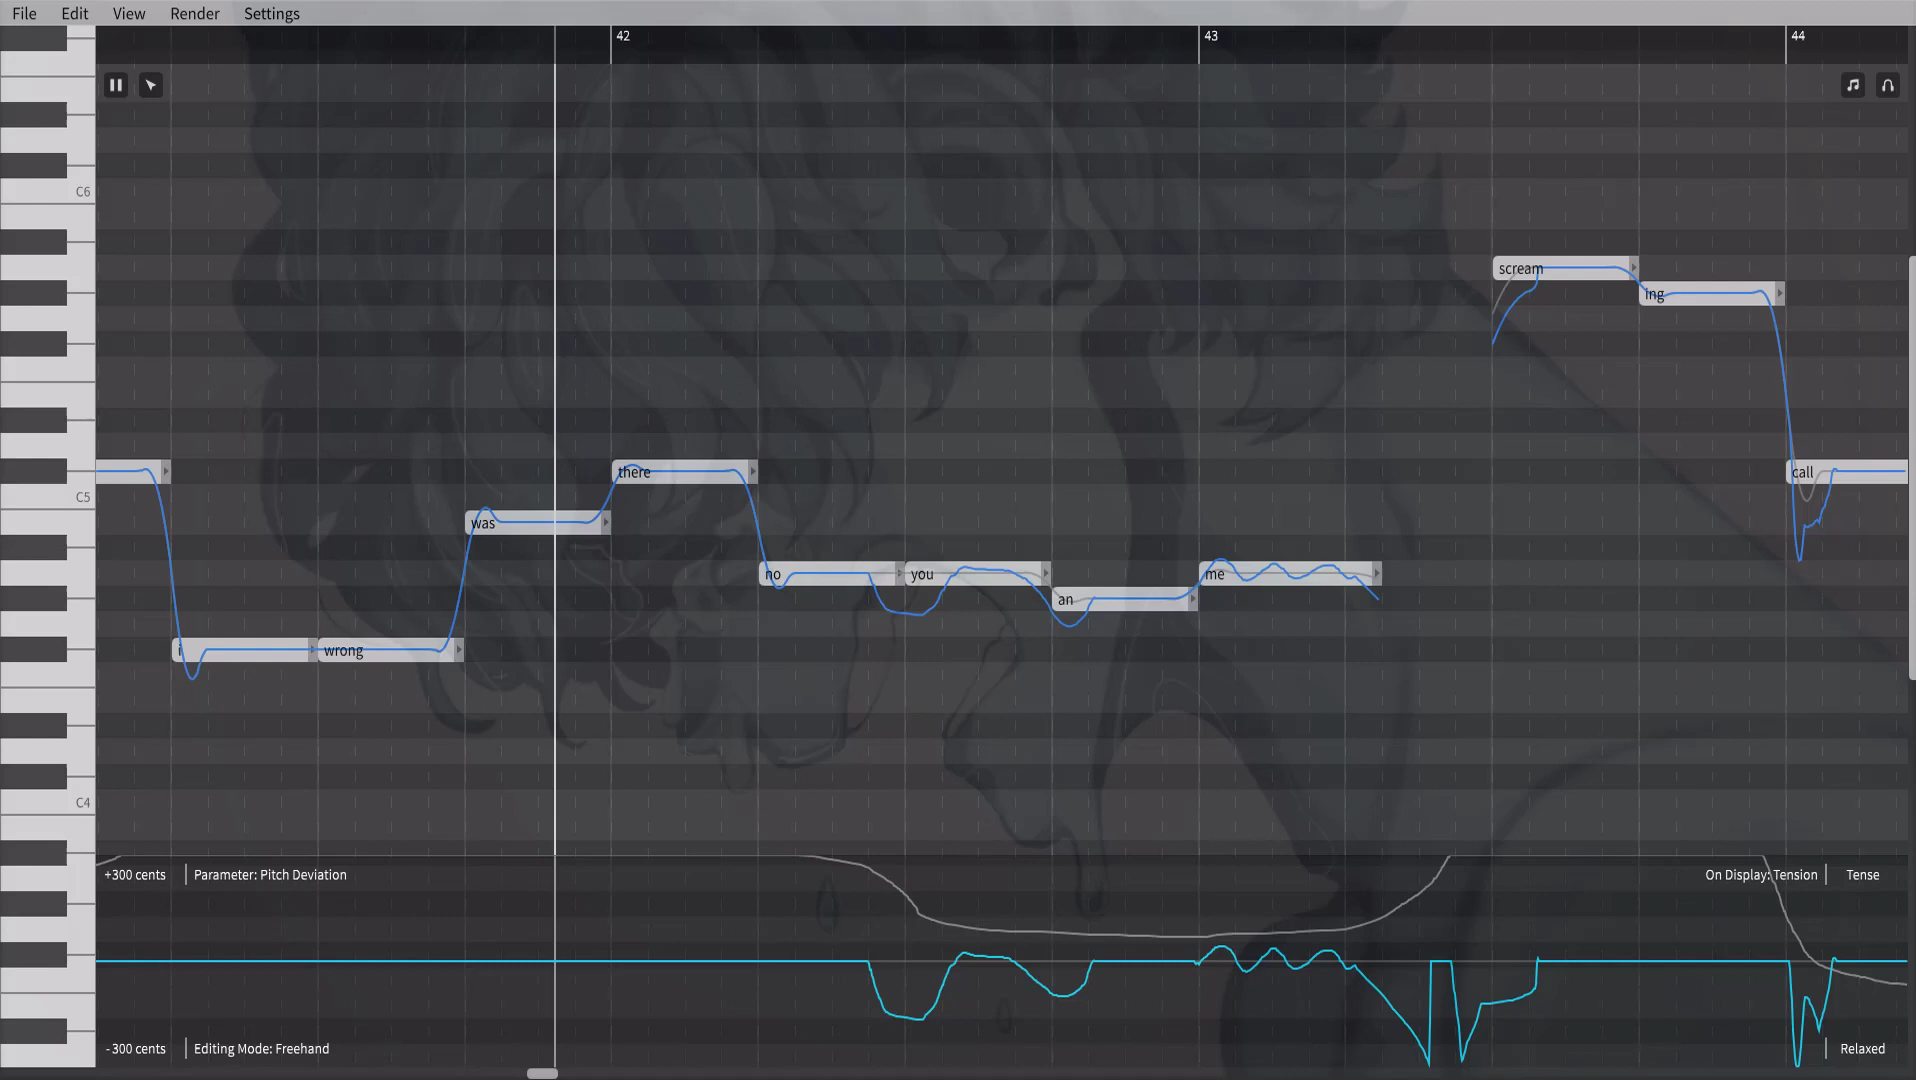 File Edit View Render Settings
42 43 44
C6
scream
ing
there
call
C5
was
no you me
an
i wrong
C4
+300 cents Parameter: Pitch Deviation On Display: Tension Tense
-300 cents Editing Mode: Freehand Relaxed